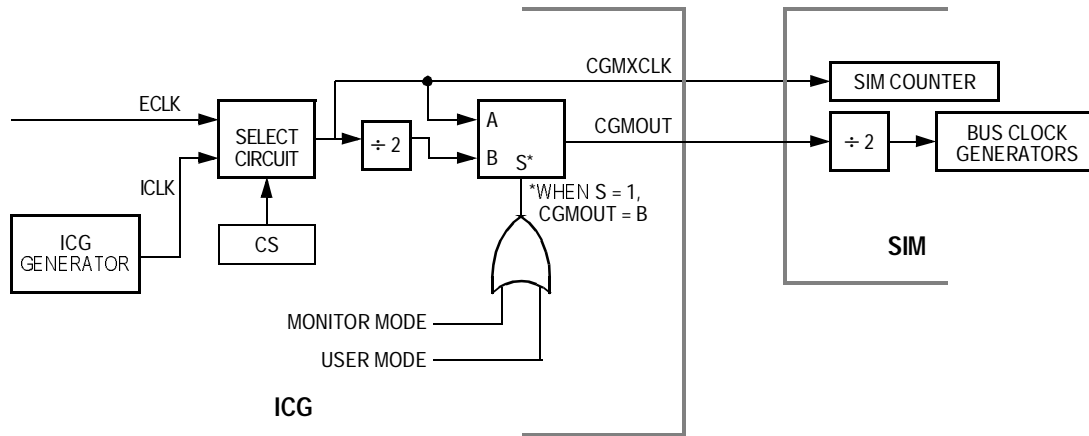 CGMXCLK
SIM COUNTER
ECLK
SELECT
CIRCUIT
÷ 2
A
B
S*
CGMOUT
÷ 2
BUS CLOCK
GENERATORS
ICLK
*WHEN S = 1,
CGMOUT = B
ICG
GENERATOR
CS
SIM
MONITOR MODE
USER MODE
ICG